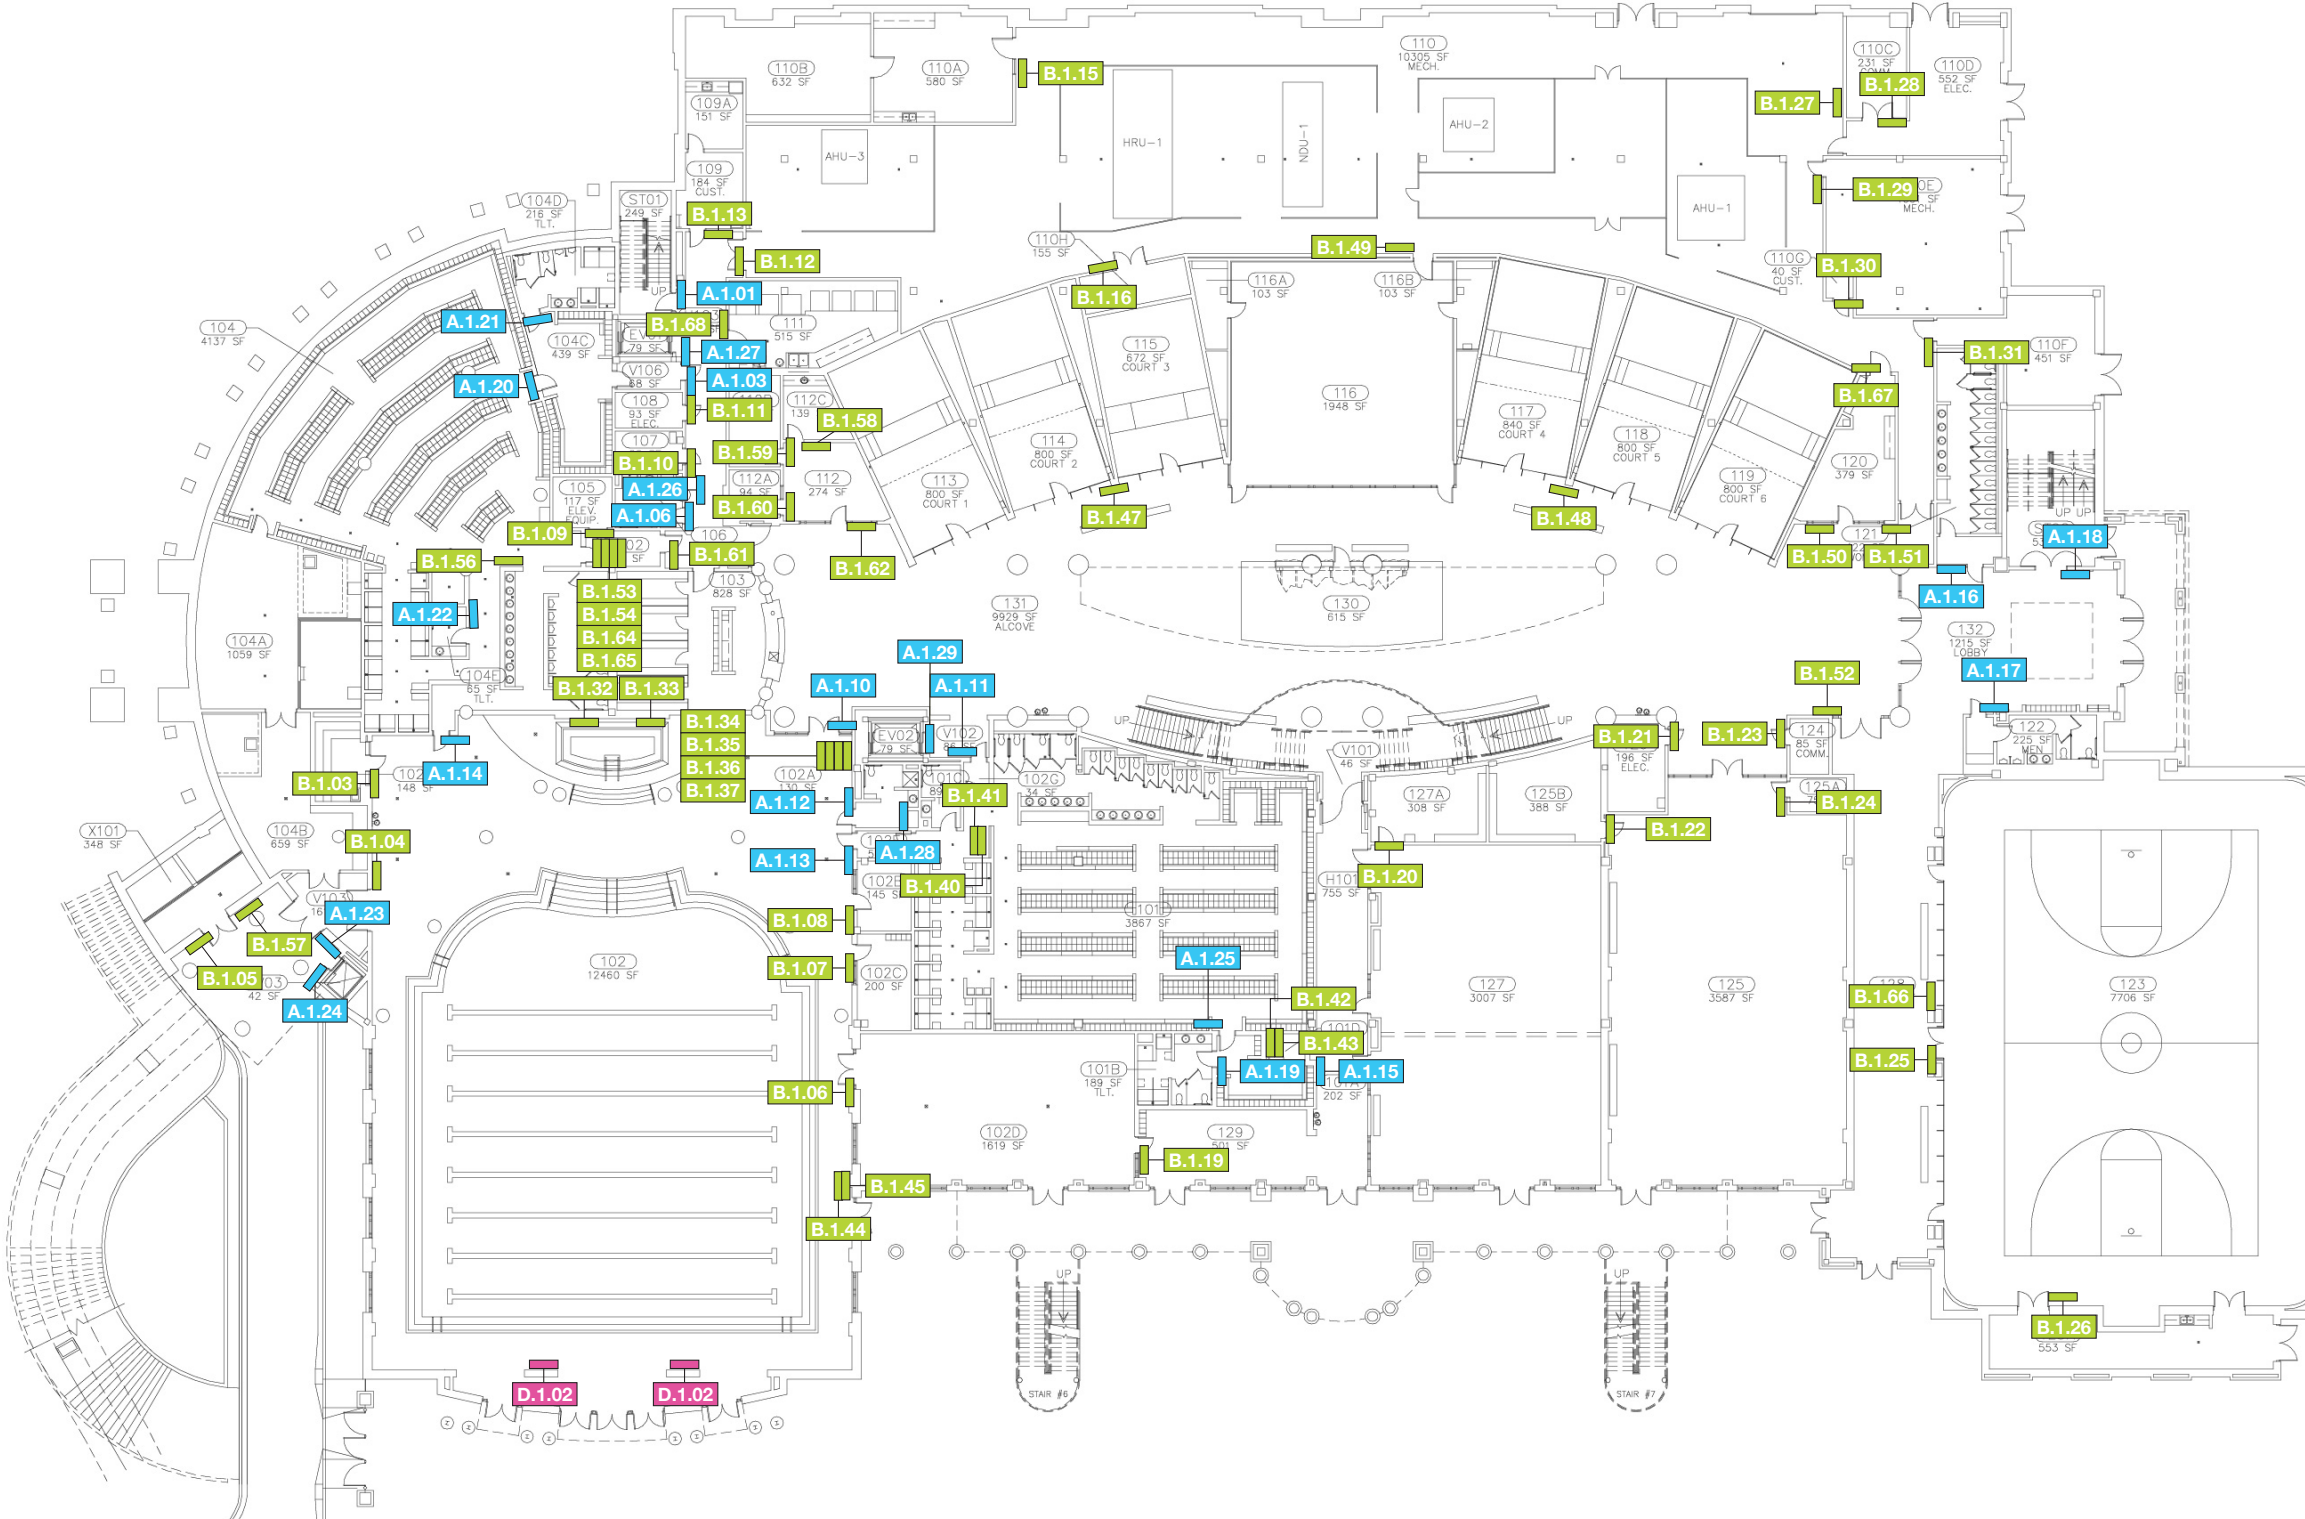 110B
632 SF
110A
580 SF
B.1.15
110
10305 SF
MECH.
110C
231 SF
COMM.
B.1.28
110D
552 SF
ELEC.
B.1.27
109A
151 SF
HRU-1
NDU-1
AHU-2
AHU-3
109
184 SF
CUST.
B.1.29
MECH.
AHU-1
104D
216 SF
TLT.
ST01
249 SF
B.1.13
110H
155 SF
B.1.49
B.1.12
110G
40 SF
CUST.
B.1.30
UP
A.1.01
B.1.16
116A
103 SF
116B
103 SF
A.1.21
B.1.68
111
515 SF
104
4137 SF
104C
439 SF
79 SF
A.1.27
115
672 SF
COURT 3
B.1.31
110F
451 SF
V106
68 SF
A.1.03
A.1.20
108
93 SF
ELEC.
B.1.11
112C
139
B.1.58
116
1948 SF
117
840 SF
COURT 4
B.1.67
107
B.1.10
B.1.59
114
800 SF
COURT 2
118
800 SF
COURT 5
105
117 SF
ELEV.
EQUIP.
A.1.26
112A
94 SF
112
274 SF
113
800 SF
COURT 1
119
800 SF
COURT 6
120
379 SF
B.1.60
A.1.06
B.1.47
B.1.48
UP UP
B.1.09
106
B.1.56
B.1.61
B.1.62
B.1.50
121
B.1.51
A.1.18
103
828 SF
B.1.53
B.1.54
B.1.64
B.1.65
A.1.22
131
9929 SF
ALCOVE
130
615 SF
A.1.16
104A
1059 SF
132
1215 SF
LOBBY
104E
65 SF
TLT.
B.1.32
B.1.33
A.1.29
A.1.10
A.1.11
B.1.52
A.1.17
B.1.34
B.1.35
B.1.36
B.1.37
EV02
79 SF
V102
UP
UP
V101
46 SF
B.1.21
196 SF
ELEC.
B.1.23
124
85 SF
COMM.
122
225 SF
MEN
A.1.14
B.1.03
148 SF
102A
130 SF
A.1.12
B.1.41
102G
34 SF
127A
308 SF
125B
388 SF
125A
B.1.24
X101
348 SF
104B
659 SF
B.1.04
A.1.13
A.1.28
B.1.22
B.1.40
145 SF
B.1.20
H101
755 SF
A.1.23
B.1.57
B.1.08
101
3867 SF
102
12460 SF
B.1.07
102C
200 SF
A.1.25
B.1.05
42 SF
A.1.24
127
3007 SF
125
3587 SF
B.1.66
123
7706 SF
B.1.42
B.1.43
B.1.25
101B
189 SF
TLT.
A.1.19
A.1.15
202 SF
B.1.06
102D
1619 SF
129
501 SF
B.1.19
B.1.45
B.1.44
UP
UP
B.1.26
553 SF
D.1.02
D.1.02
STAIR #6
STAIR #7